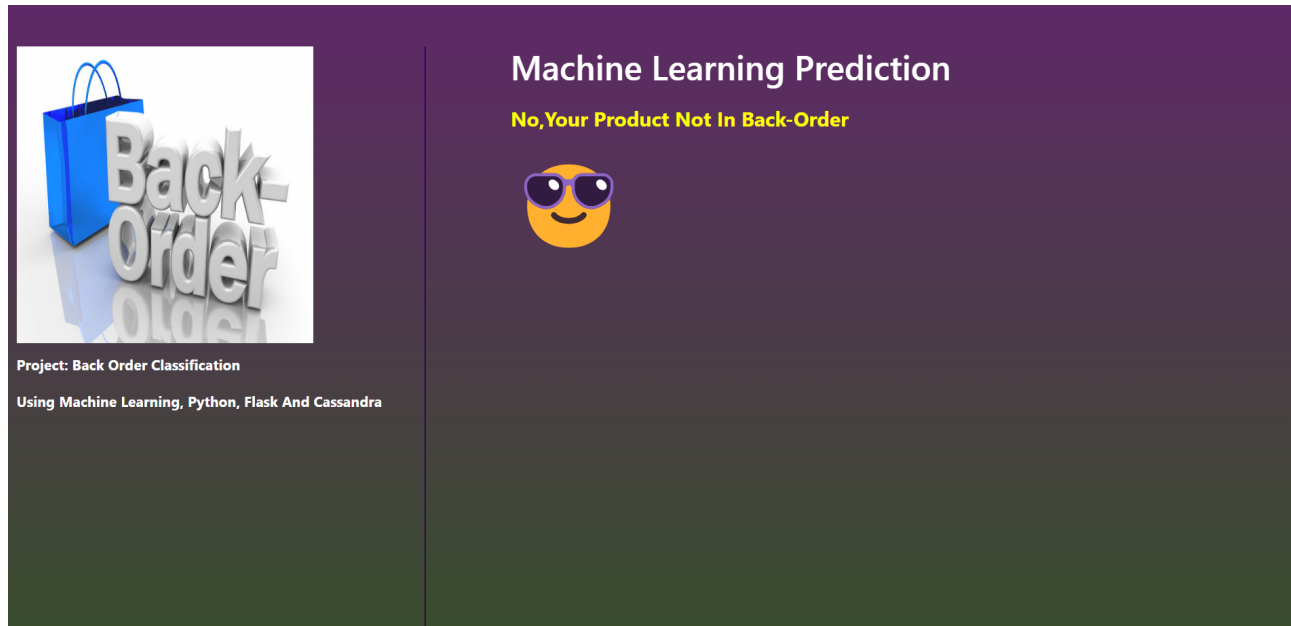 Back-
Order
Project: Back Order Classification
Using Machine Learning, Python, Flask And Cassandra
Machine Learning Prediction
No,Your Product Not In Back-Order